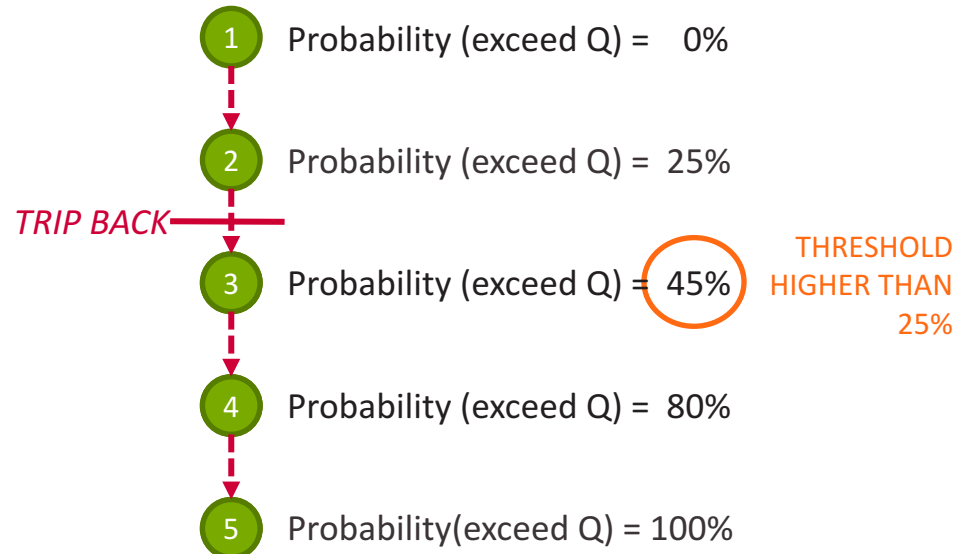 1 Probability (exceed Q) = 0%
2 Probability (exceed Q) = 25%
TRIP BACK
3 Probability (exceed Q) = 45%
THRESHOLD
HIGHER THAN
25%
4 Probability (exceed Q) = 80%
5 Probability(exceed Q) = 100%